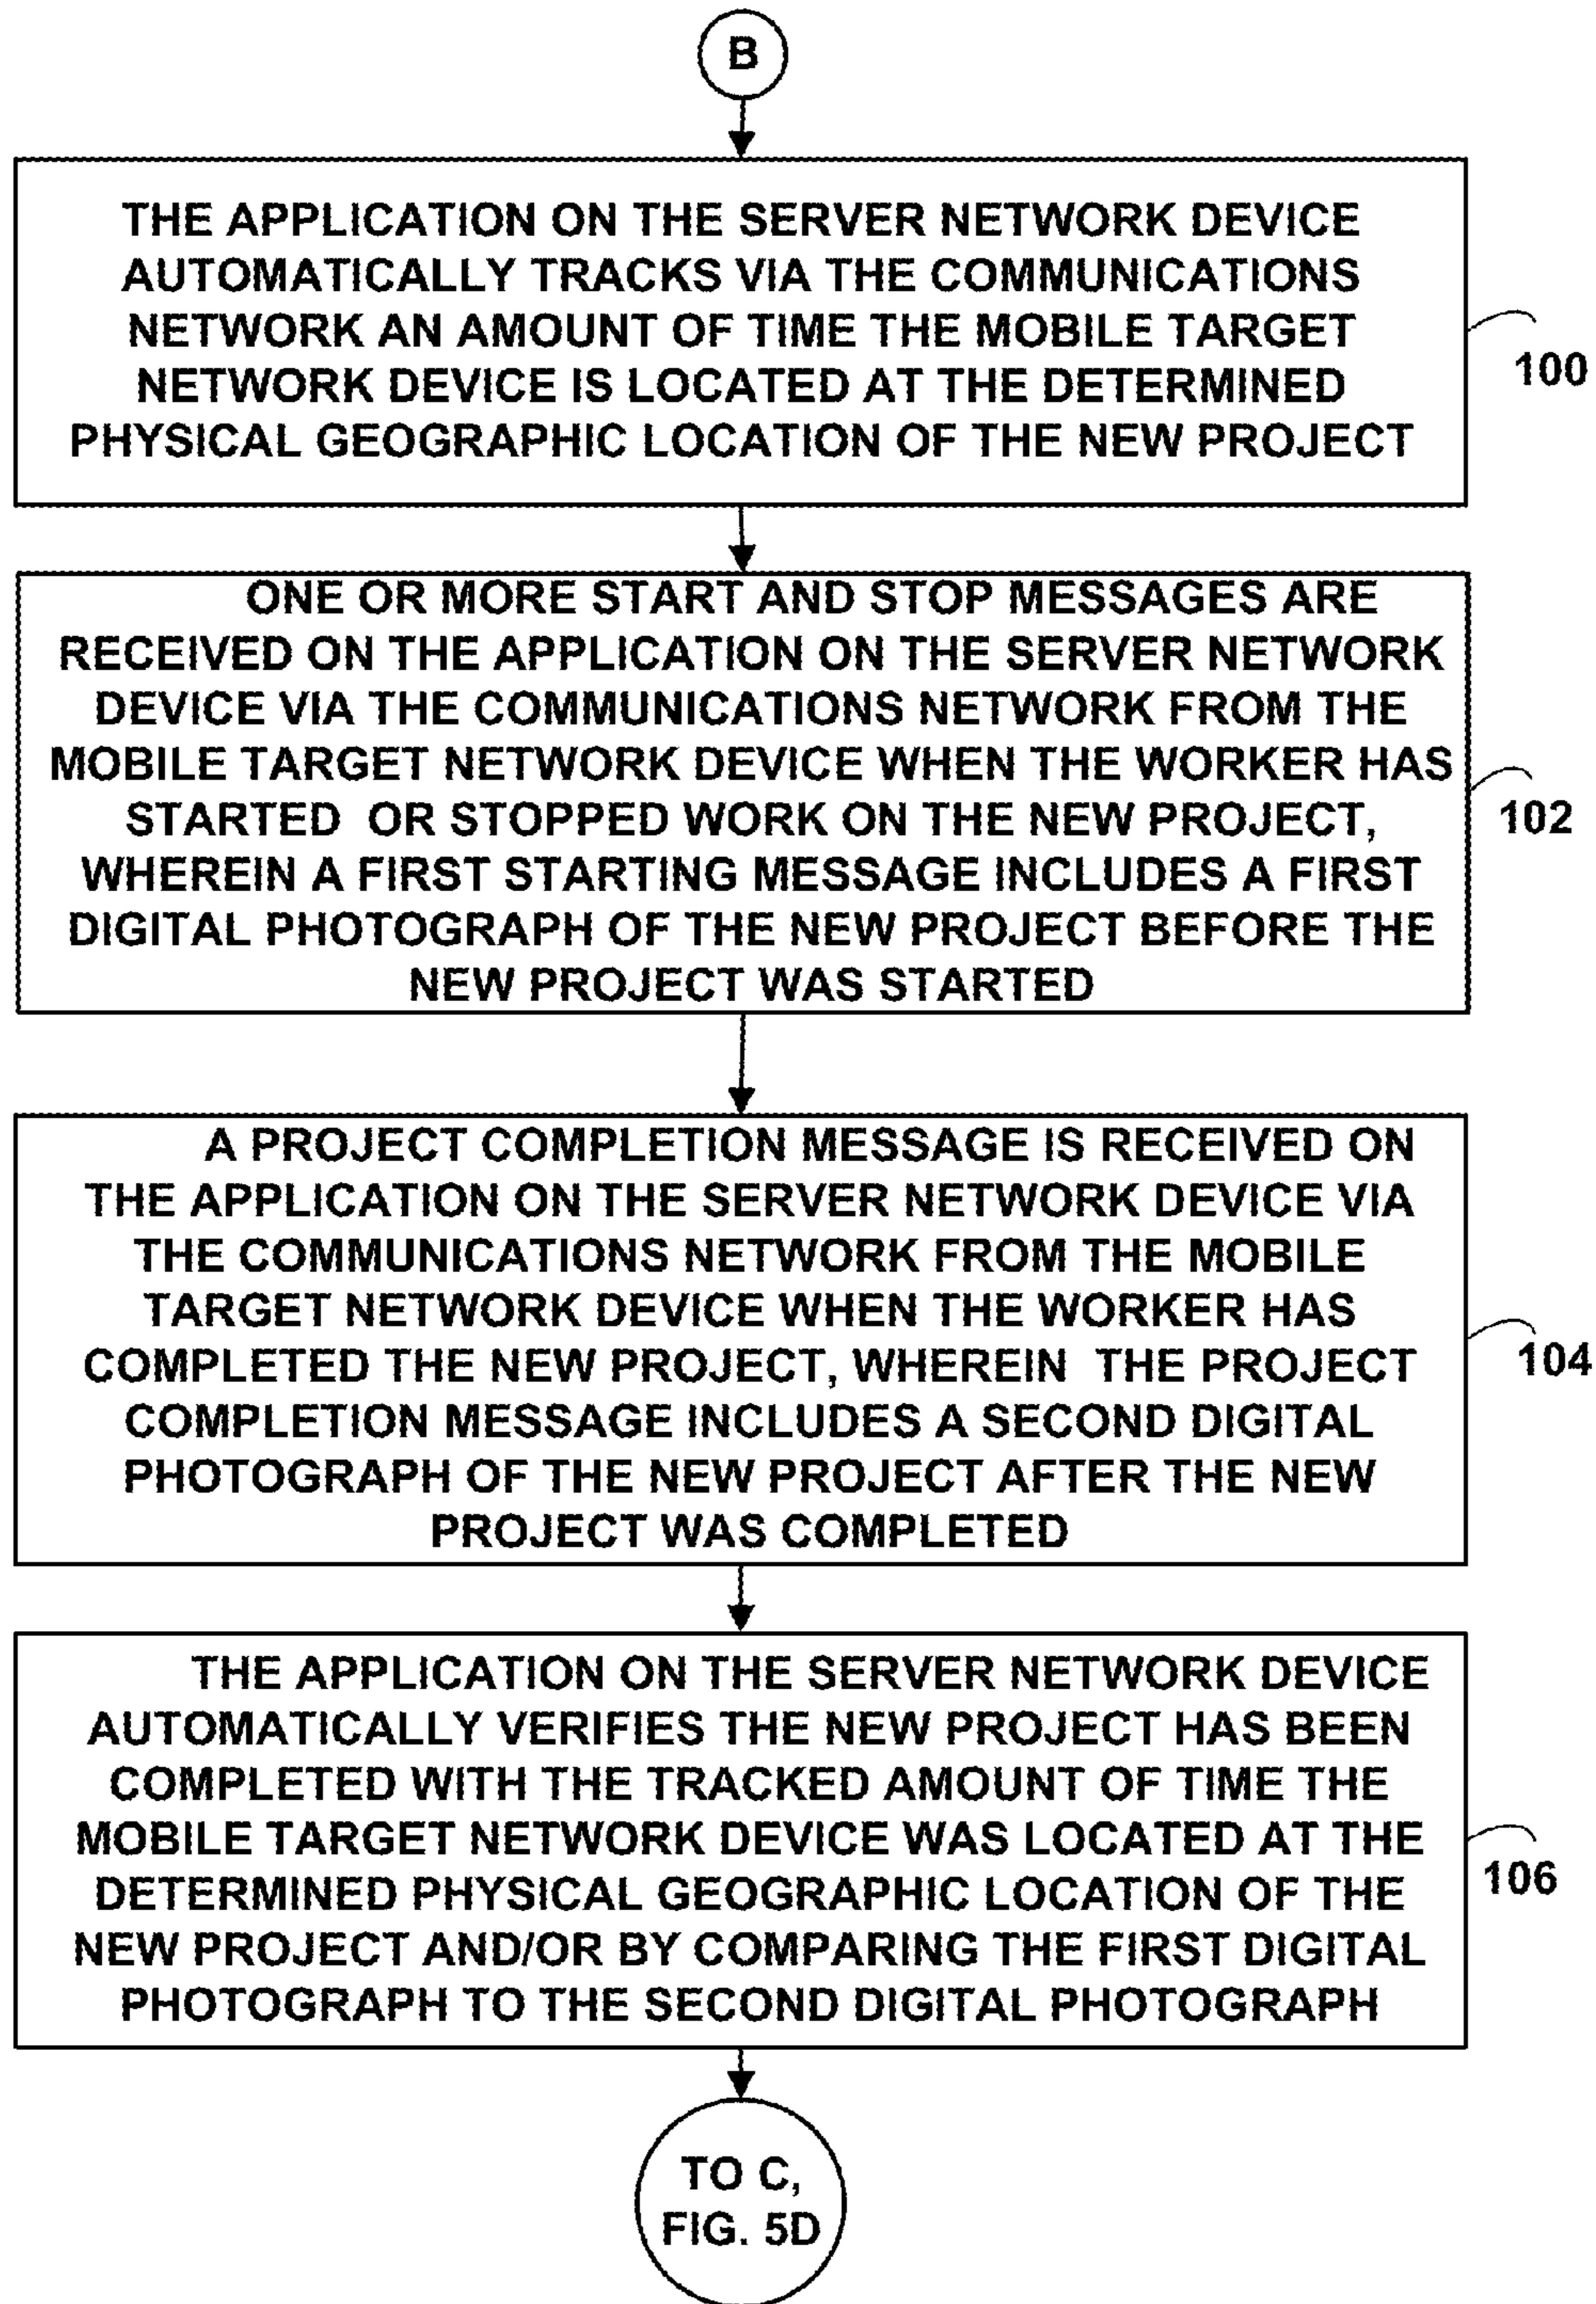 B
THE APPLICATION ON THE SERVER NETWORK DEVICE
AUTOMATICALLY TRACKS VIA THE COMMUNICATIONS
NETWORK AN AMOUNT OF TIME THE MOBILE TARGET
NETWORK DEVICE IS LOCATED AT THE DETERMINED
PHYSICAL GEOGRAPHIC LOCATION OF THE NEW PROJECT
100
ONE OR MORE START AND STOP MESSAGES ARE
RECEIVED ON THE APPLICATION ON THE SERVER NETWORK
DEVICE VIA THE COMMUNICATIONS NETWORK FROM THE
MOBILE TARGET NETWORK DEVICE WHEN THE WORKER HAS
STARTED OR STOPPED WORK ON THE NEW PROJECT,
WHEREIN A FIRST STARTING MESSAGE INCLUDES A FIRST
DIGITAL PHOTOGRAPH OF THE NEW PROJECT BEFORE THE
NEW PROJECT WAS STARTED
102
A PROJECT COMPLETION MESSAGE IS RECEIVED ON
THE APPLICATION ON THE SERVER NETWORK DEVICE VIA
THE COMMUNICATIONS NETWORK FROM THE MOBILE
TARGET NETWORK DEVICE WHEN THE WORKER HAS
COMPLETED THE NEW PROJECT, WHEREIN THE PROJECT
COMPLETION MESSAGE INCLUDES A SECOND DIGITAL
PHOTOGRAPH OF THE NEW PROJECT AFTER THE NEW
PROJECT WAS COMPLETED
104
THE APPLICATION ON THE SERVER NETWORK DEVICE
AUTOMATICALLY VERIFIES THE NEW PROJECT HAS BEEN
COMPLETED WITH THE TRACKED AMOUNT OF TIME THE
MOBILE TARGET NETWORK DEVICE WAS LOCATED AT THE
DETERMINED PHYSICAL GEOGRAPHIC LOCATION OF THE
NEW PROJECT AND/OR BY COMPARING THE FIRST DIGITAL
PHOTOGRAPH TO THE SECOND DIGITAL PHOTOGRAPH
106
TO C,
FIG. 5D